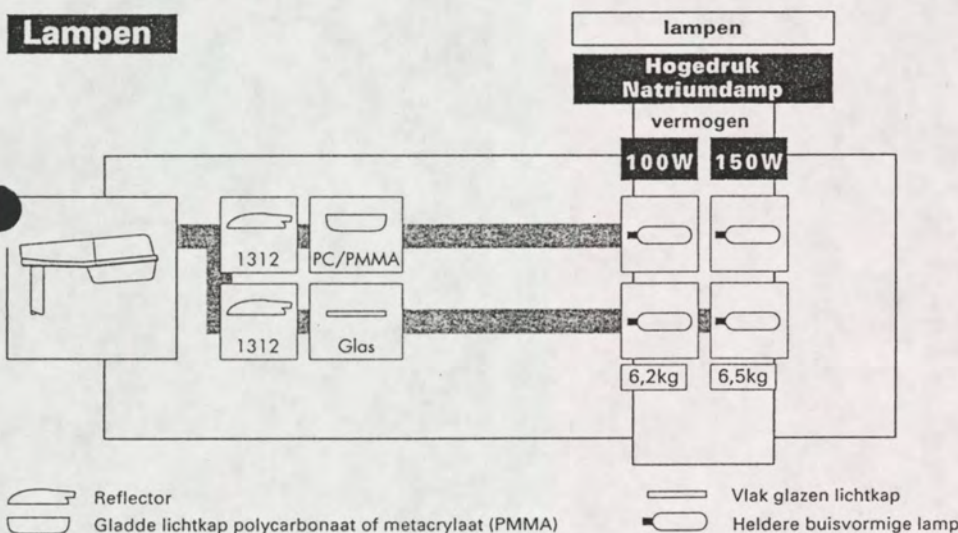 Lampen
lampen
Hogedruk
Natriumdamp
vermogen
100W 150W
1312 PC/PMMA
1312 Glas
6,2kg 6,5kg
Reflector
Vlak glazen lichtkap
Gladde lichtkap polycarbonaat of metacrylaat (PMMA)
Heldere buisvormige lamp